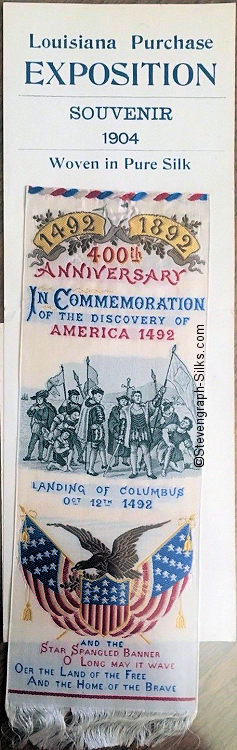 Louisiana Purchase
EXPOSITION
SOUVENIR
1904
Woven in Pure Silk
1492 1892
400th
ANNIVERSARY
IN COMMEMORATION
OF THE DISCOVERY OF
AMERICA 1492
LANDING OF COLUMBUS
OCT 12TH 1492
AND THE
STAR SPANGLED BANNER
O' LONG MAY IT WAVE
OER THE LAND OF THE FREE
AND THE HOME OF THE BRAVE
©Stevengraph-Silks.com